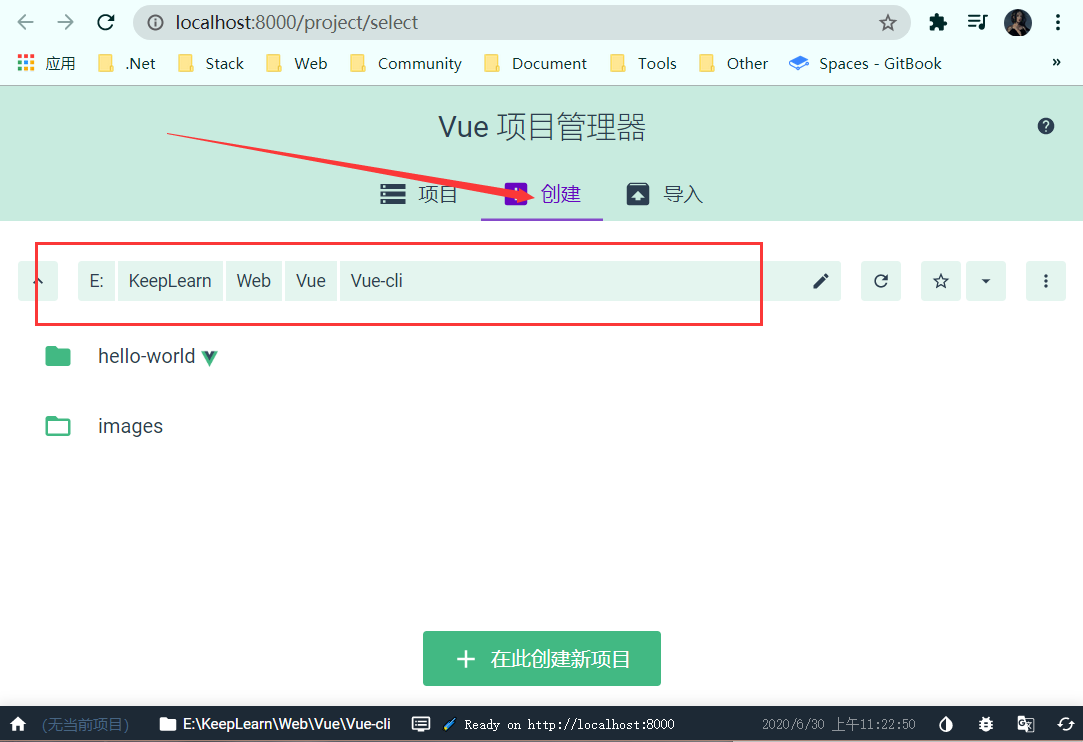 localhost:8000/project/select
应用 .Net Stack Web Community Document Tools Other Spaces - GitBook »
Vue 项目管理器
项目 创建 导入
E: KeepLearn Web Vue Vue-cli
hello-world
images
在此创建新项目
(无当前项目) E:\KeepLearn\Web\Vue\Vue-cli Ready on http://localhost:8000 2020/6/30 上午11:22:50